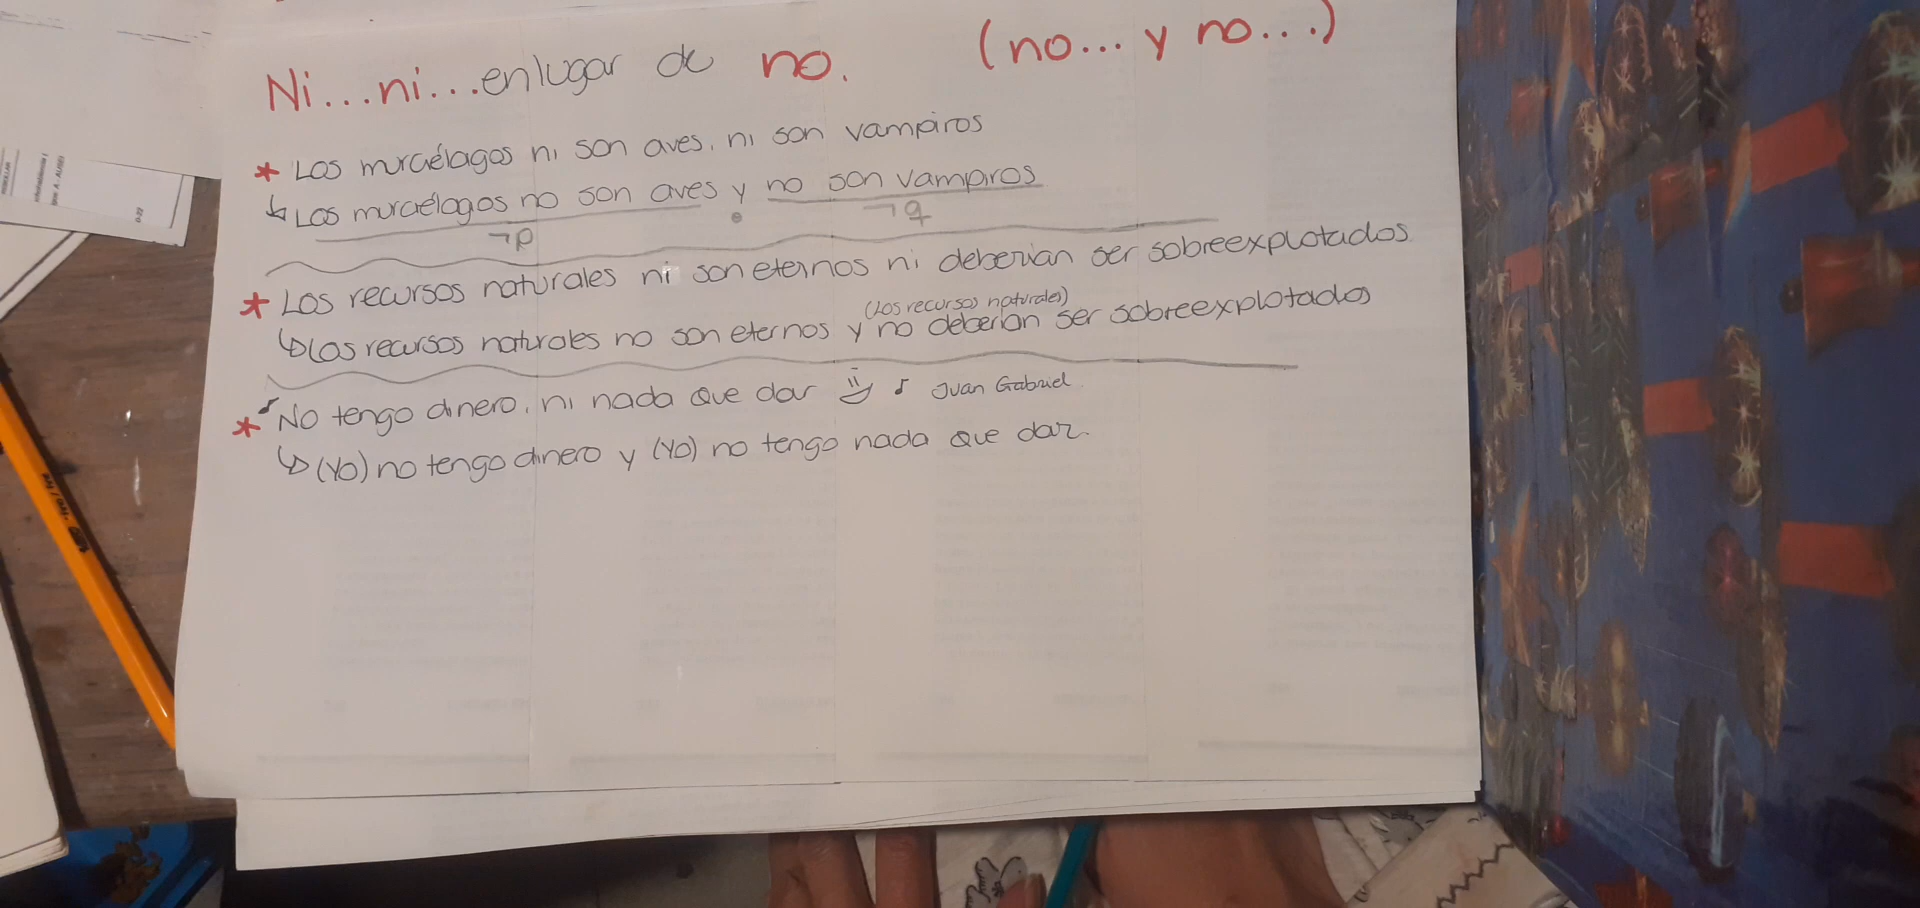 Ni...ni...en lugar de no. (no... y no...)
* Los murciélagos ni son aves, ni son vampiros
↳ Los murciélagos no son aves y no son vampiros
¬p • ¬q
* Los recursos naturales ni son eternos ni deberian ser sobreexplotados
(Los recursos naturales)
↳ Los recursos naturales no son eternos y no deberian ser sobreexplotados
* ♪ No tengo dinero, ni nada que dar ♪ Juan Gabriel.
↳ (Yo) no tengo dinero y (Yo) no tengo nada que dar.